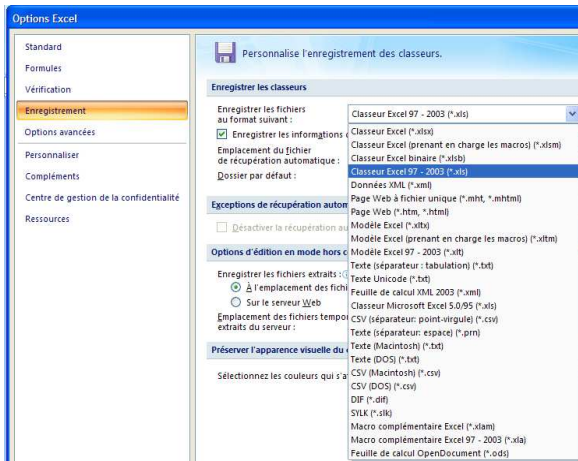 Options Excel
Standard
Formules
Vérification
Enregistrement
Options avancées
Personnaliser
Compléments
Centre de gestion de la confidentialité
Ressources
Personnalise l'enregistrement des classeurs.
Enregistrer les classeurs
Enregistrer les fichiers
au format suivant :
Classeur Excel 97 - 2003 (*.xls)
Enregistrer les informations
Emplacement du fichier
de récupération automatique :
Dossier par défaut :
Exceptions de récupération autom
Désactiver la récupération au
Options d'édition en mode hors c
Enregistrer les fichiers extraits :
À l'emplacement des fichi
Sur le serveur Web
Emplacement des fichiers tempo
extraits du serveur :
Préserver l'apparence visuelle du
Sélectionnez les couleurs qui s'a
Classeur Excel (*.xlsx)
Classeur Excel (prenant en charge les macros) (*.xlsm)
Classeur Excel binaire (*.xlsb)
Classeur Excel 97 - 2003 (*.xls)
Données XML (*.xml)
Page Web à fichier unique (*.mht, *.mhtml)
Page Web (*.htm, *.html)
Modèle Excel (*.xltx)
Modèle Excel (prenant en charge les macros) (*.xltm)
Modèle Excel 97 - 2003 (*.xlt)
Texte (séparateur : tabulation) (*.txt)
Texte Unicode (*.txt)
Feuille de calcul XML 2003 (*.xml)
Classeur Microsoft Excel 5.0/95 (*.xls)
CSV (séparateur: point-virgule) (*.csv)
Texte (séparateur: espace) (*.prn)
Texte (Macintosh) (*.txt)
Texte (DOS) (*.txt)
CSV (Macintosh) (*.csv)
CSV (DOS) (*.csv)
DIF (*.dif)
SYLK (*.slk)
Macro complémentaire Excel (*.xlam)
Macro complémentaire Excel 97 - 2003 (*.xla)
Feuille de calcul OpenDocument (*.ods)